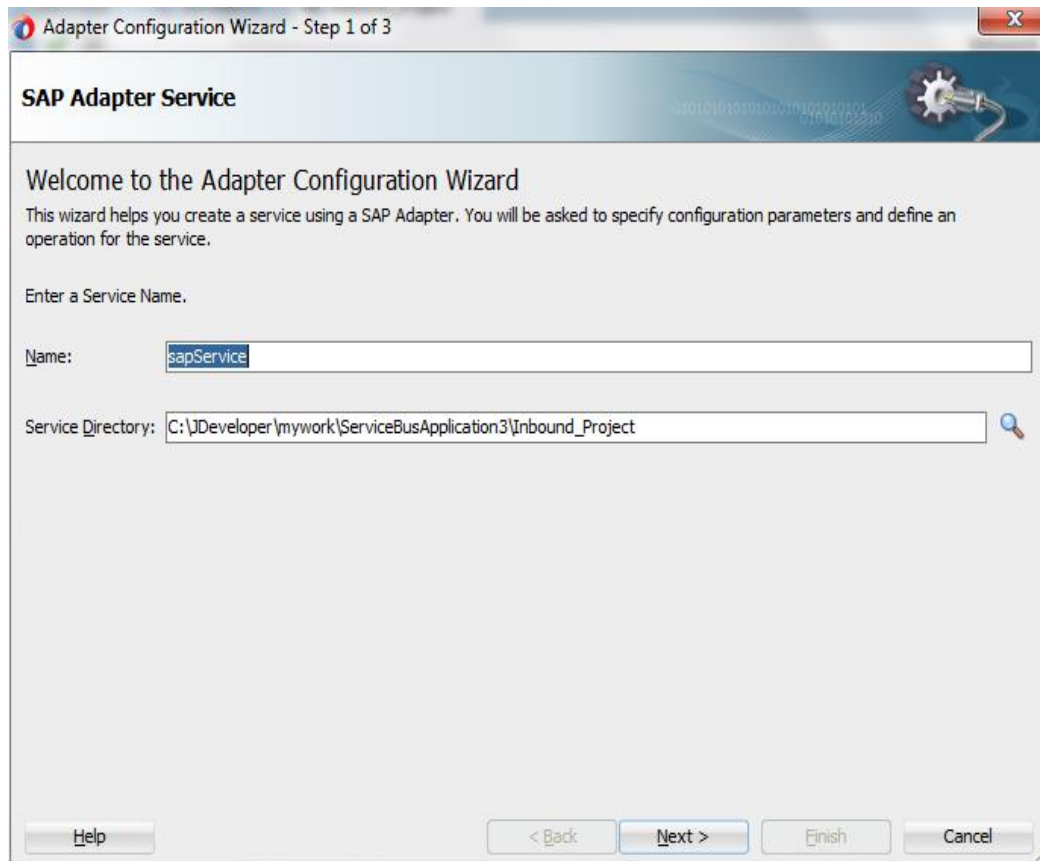 Adapter Configuration Wizard - Step 1 of 3
SAP Adapter Service
Welcome to the Adapter Configuration Wizard
This wizard helps you create a service using a SAP Adapter. You will be asked to specify configuration parameters and define an
operation for the service.
Enter a Service Name.
Name: sapService
Service Directory: C:\JDeveloper\mywork\ServiceBusApplication3\Inbound_Project
Help < Back Next > Finish Cancel